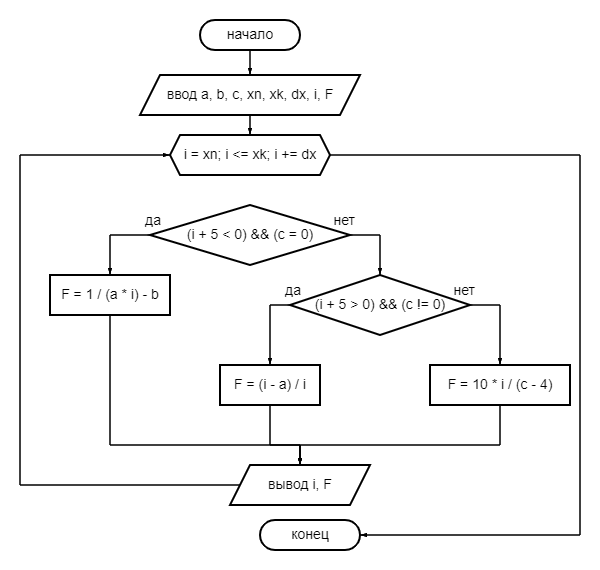 начало
ввод a, b, c, xn, xk, dx, i, F
i = xn; i <= xk; i += dx
да
(i + 5 < 0) && (c = 0)
нет
F = 1 / (a * i) - b
да
(i + 5 > 0) && (c != 0)
нет
F = (i - a) / i
F = 10 * i / (c - 4)
вывод i, F
конец